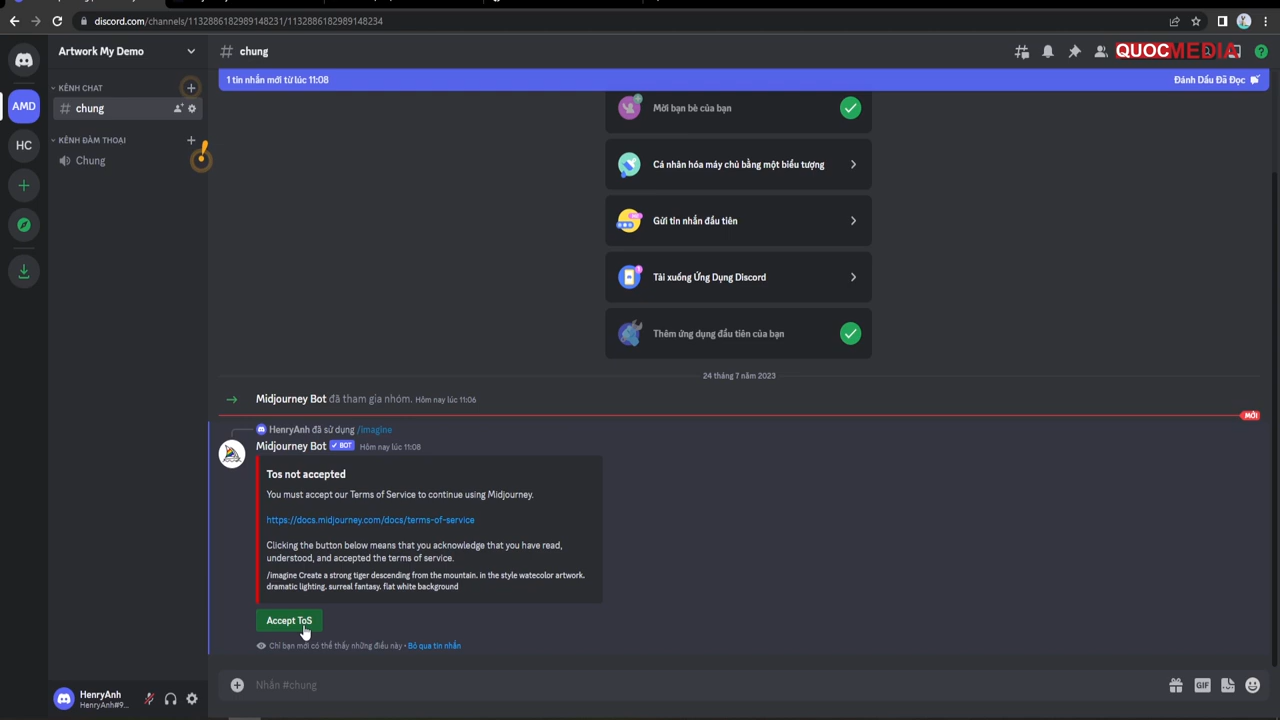 discord.com/channels/1132886182989148231/1132886182989148234
Artwork My Demo
# chung
QUOCMEDIA
1 tin nhắn mới từ lúc 11:08
Đánh Dấu Đã Đọc
AMD
HC
KÊNH CHAT
# chung
KÊNH ĐÀM THOẠI
Chung
Mời bạn bè của bạn
Cá nhân hóa máy chủ bằng một biểu tượng
Gửi tin nhắn đầu tiên
Tải xuống Ứng Dụng Discord
Thêm ứng dụng đầu tiên của bạn
24 tháng 7 năm 2023
Midjourney Bot đã tham gia nhóm. Hôm nay lúc 11:06
MỚI
HenryAnh đã sử dụng /imagine
Midjourney Bot ✓ BOT Hôm nay lúc 11:08
Tos not accepted
You must accept our Terms of Service to continue using Midjourney.
https://docs.midjourney.com/docs/terms-of-service
Clicking the button below means that you acknowledge that you have read,
understood, and accepted the terms of service.
/imagine Create a strong tiger descending from the mountain. in the style watecolor artwork.
dramatic lighting. surreal fantasy. flat white background
Accept ToS
Chỉ bạn mới có thể thấy những điều này • Bỏ qua tin nhắn
Nhắn #chung
GIF
HenryAnh
HenryAnh#9...